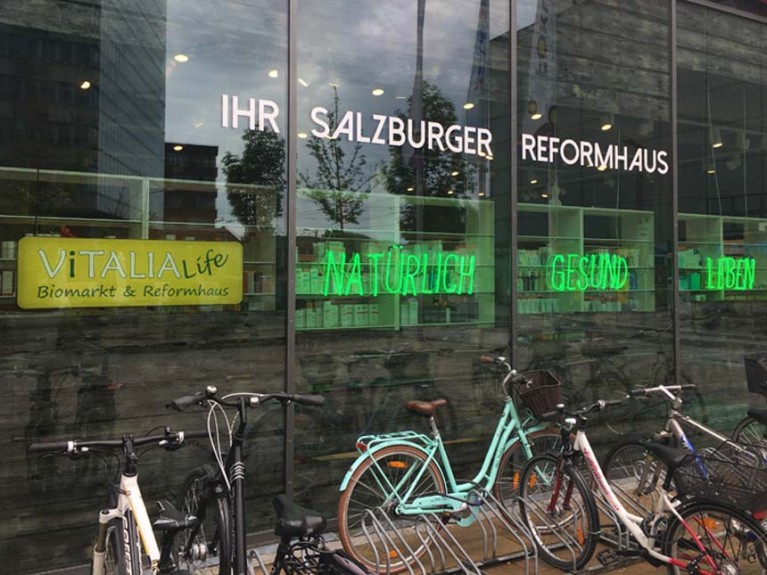 IHR SALZBURGER REFORMHAUS
ViTALIA Life
Biomarkt & Reformhaus
NATÜRLICH GESUND LEBEN